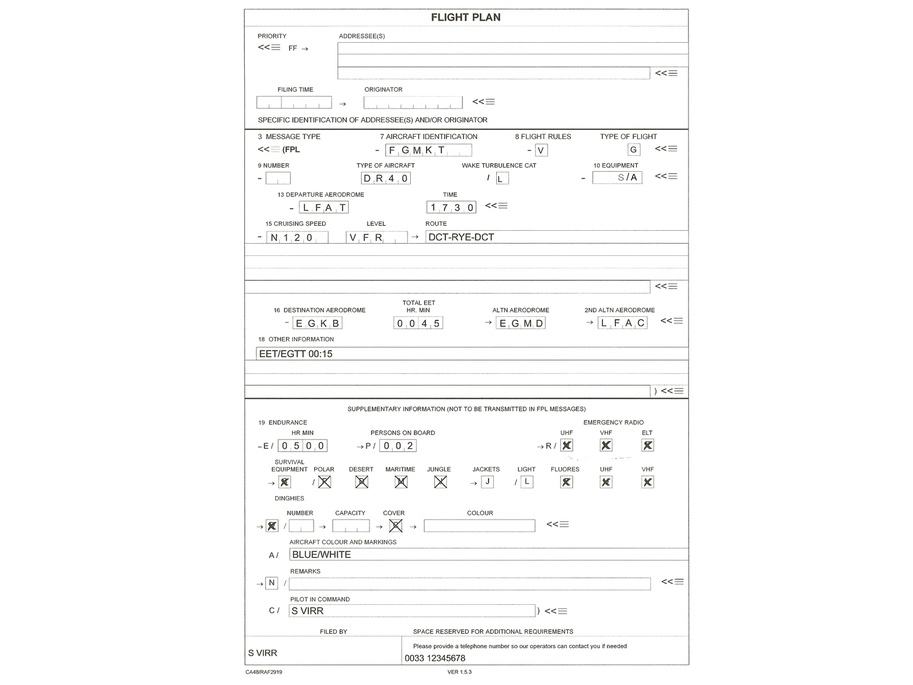 FLIGHT PLAN
PRIORITY ADDRESSEE(S)
<<≡ FF →
<<≡
FILING TIME ORIGINATOR
→ <<≡
SPECIFIC IDENTIFICATION OF ADDRESSEE(S) AND/OR ORIGINATOR
3 MESSAGE TYPE 7 AIRCRAFT IDENTIFICATION 8 FLIGHT RULES TYPE OF FLIGHT
<<≡ (FPL - FGMKT - V G <<≡
9 NUMBER TYPE OF AIRCRAFT WAKE TURBULENCE CAT 10 EQUIPMENT
- DR40 / L - S/A <<≡
13 DEPARTURE AERODROME TIME
- LFAT 1730 <<≡
15 CRUISING SPEED LEVEL ROUTE
- N120 VFR → DCT-RYE-DCT
<<≡
16 DESTINATION AERODROME TOTAL EET HR. MIN ALTN AERODROME 2ND ALTN AERODROME
- EGKB 0045 → EGMD → LFAC <<≡
18 OTHER INFORMATION
EET/EGTT 00:15
) <<≡
SUPPLEMENTARY INFORMATION (NOT TO BE TRANSMITTED IN FPL MESSAGES)
19 ENDURANCE EMERGENCY RADIO
HR MIN PERSONS ON BOARD UHF VHF ELT
-E / 0500 →P / 002 →R /
SURVIVAL
EQUIPMENT POLAR DESERT MARITIME JUNGLE JACKETS LIGHT FLUORES UHF VHF
→ / → J / L
DINGHIES
NUMBER CAPACITY COVER COLOUR
→ / → → → <<≡
AIRCRAFT COLOUR AND MARKINGS
A / BLUE/WHITE
REMARKS
→ N / <<≡
PILOT IN COMMAND
C / S VIRR ) <<≡
FILED BY SPACE RESERVED FOR ADDITIONAL REQUIREMENTS
Please provide a telephone number so our operators can contact you if needed
S VIRR
0033 12345678
CA48/RAF2919 VER 1.5.3